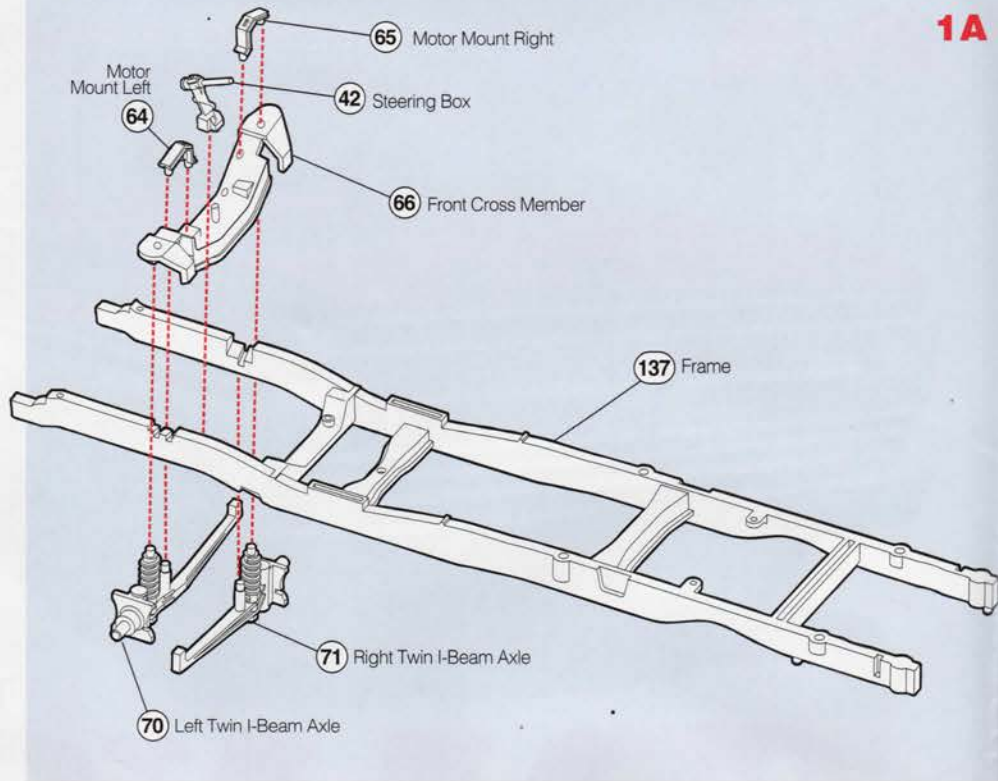 1A
65 Motor Mount Right
Motor
Mount Left
64
42 Steering Box
66 Front Cross Member
137 Frame
71 Right Twin I-Beam Axle
70 Left Twin I-Beam Axle